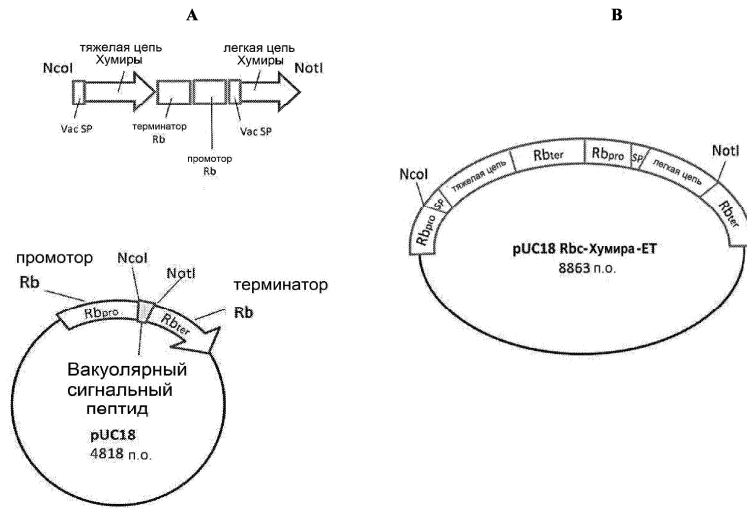 A
тяжелая цепь
Хумиры
легкая цепь
Хумиры
NcoI
NotI
Vac SP
терминатор
Rb
промотор
Rb
Vac SP
промотор
Rb
NcoI
NotI
терминатор
Rb
Rbpro
Rbter
Вакуолярный
сигнальный
пептид
pUC18
4818 п.о.
B
NcoI
NotI
Rbpro
SP
тяжелая цепь
Rbter
Rbpro
SP
легкая цепь
Rbter
pUC18 Rbc-Хумира-ET
8863 п.о.